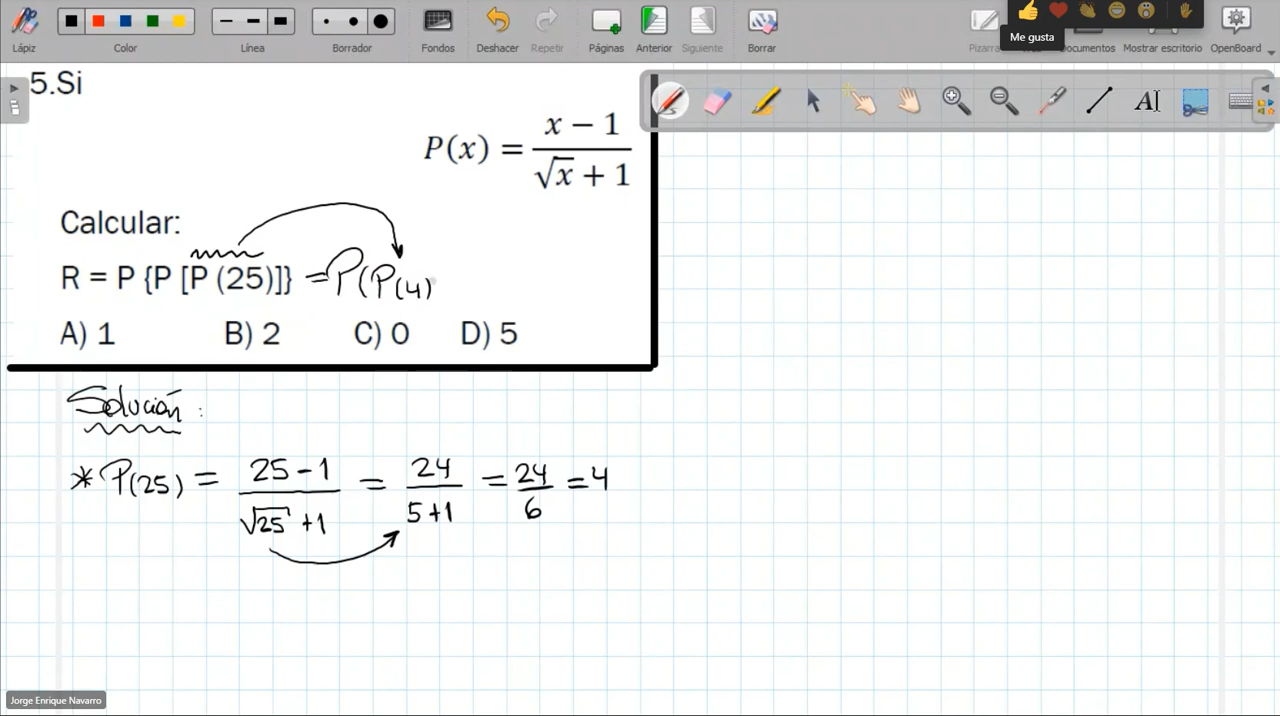 Lápiz Color Línea Borrador Fondos Deshacer Repetir Páginas Anterior Siguiente Borrar Pizarra Documentos Mostrar escritorio OpenBoard
Me gusta
5.Si
P(x) = x − 1 / √x + 1
Calcular:
R = P {P [P (25)]} = P(P(4)
A) 1 B) 2 C) 0 D) 5
Solución :
* P(25) = 25 - 1 / √25 + 1 = 24 / 5+1 = 24 / 6 = 4
Jorge Enrique Navarro